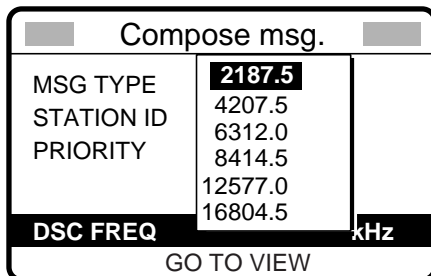 Compose msg.
MSG TYPE
STATION ID
PRIORITY
2187.5
4207.5
6312.0
8414.5
12577.0
16804.5
DSC FREQ kHz
GO TO VIEW